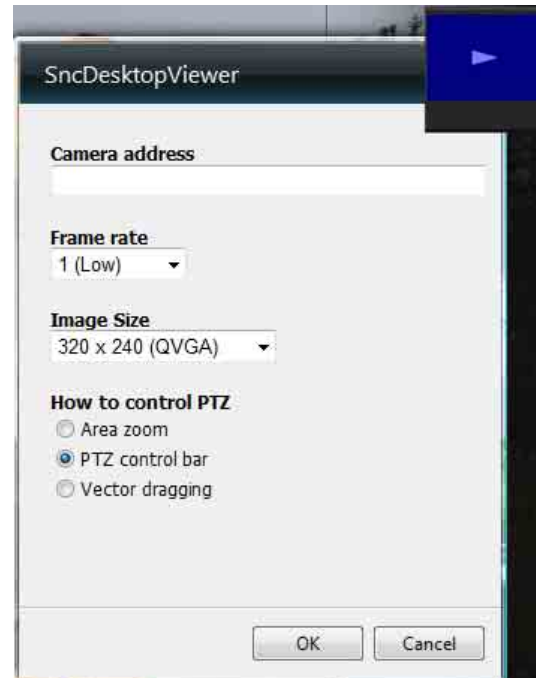 SncDesktopViewer
Camera address
Frame rate
1 (Low)
Image Size
320 x 240 (QVGA)
How to control PTZ
Area zoom
PTZ control bar
Vector dragging
OK
Cancel